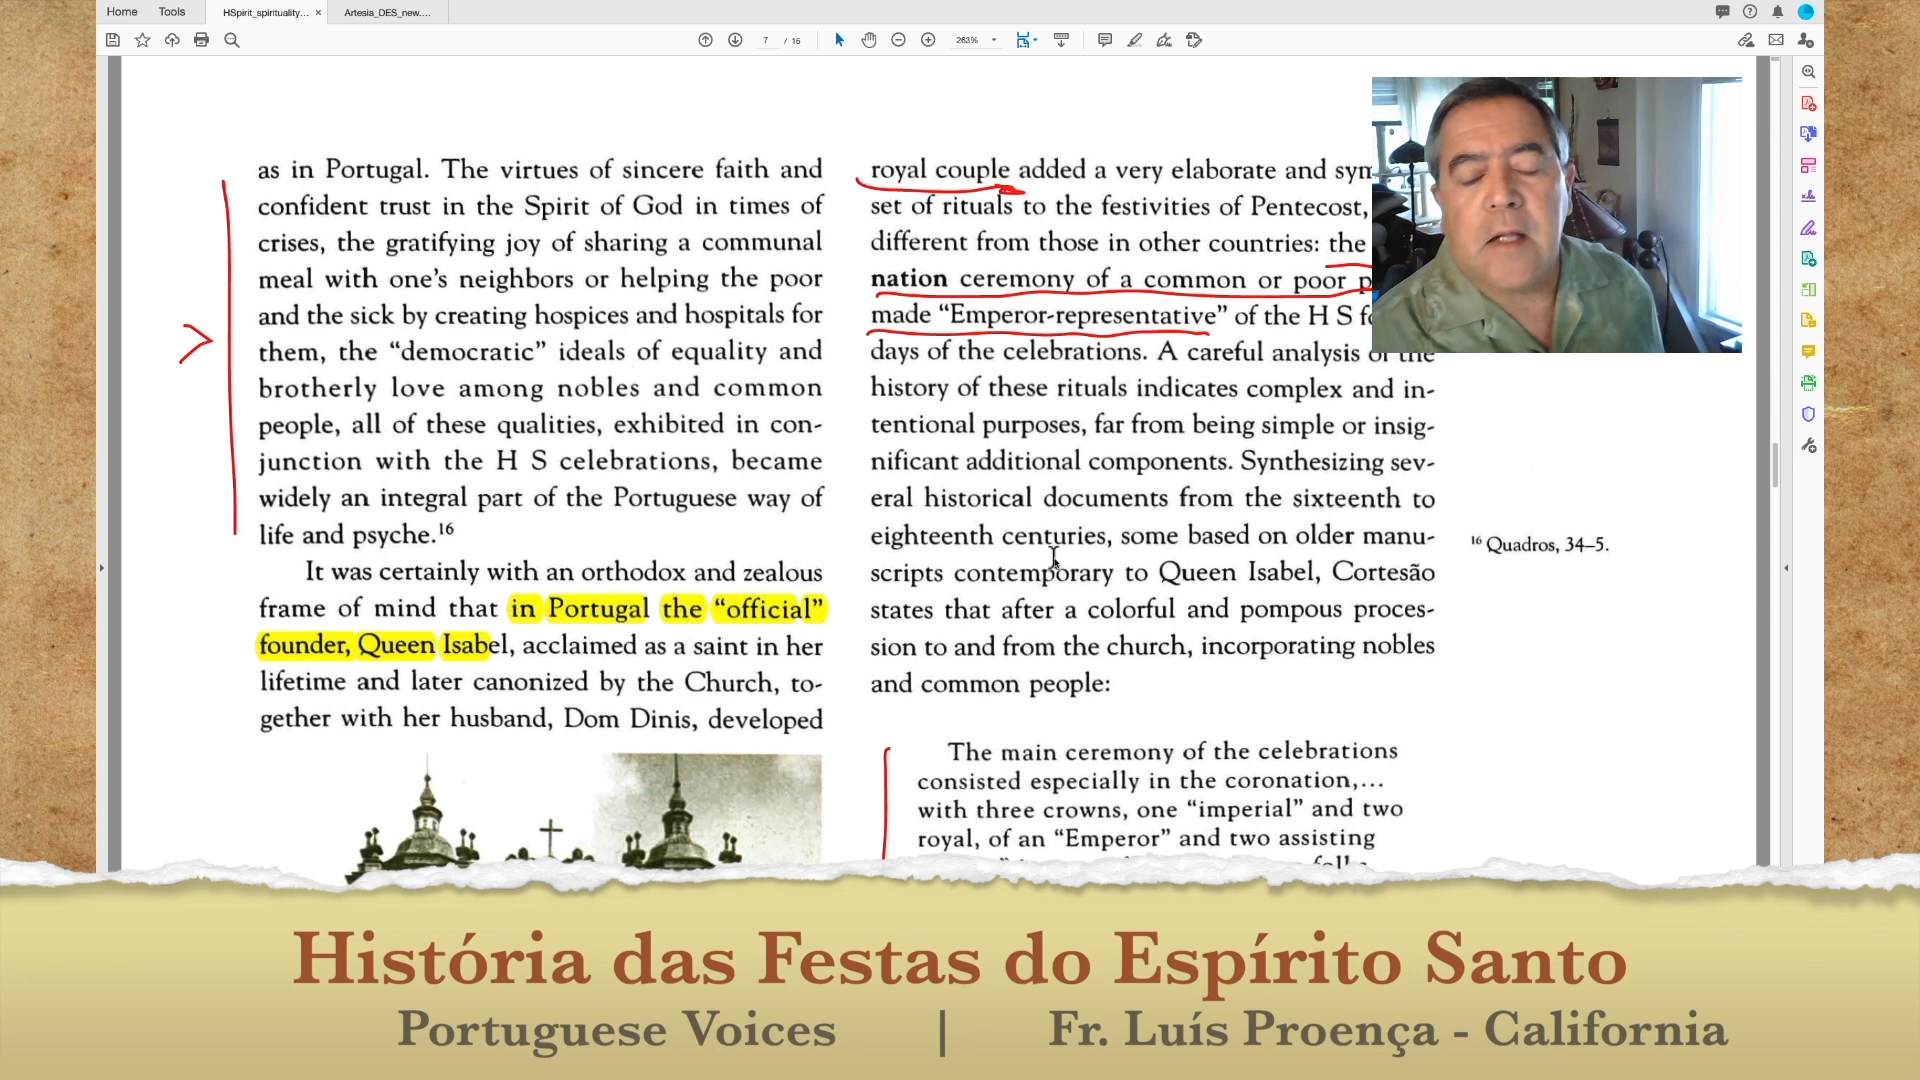 Home Tools HSpirit_spirituality... × Artesia_DES_new....
7 / 16 263%
as in Portugal. The virtues of sincere faith and
confident trust in the Spirit of God in times of
crises, the gratifying joy of sharing a communal
meal with one's neighbors or helping the poor
and the sick by creating hospices and hospitals for
them, the “democratic” ideals of equality and
brotherly love among nobles and common
people, all of these qualities, exhibited in con-
junction with the H S celebrations, became
widely an integral part of the Portuguese way of
life and psyche.¹⁶
It was certainly with an orthodox and zealous
frame of mind that in Portugal the “official”
founder, Queen Isabel, acclaimed as a saint in her
lifetime and later canonized by the Church, to-
gether with her husband, Dom Dinis, developed
royal couple added a very elaborate and sym
set of rituals to the festivities of Pentecost,
different from those in other countries: the
nation ceremony of a common or poor p
made “Emperor-representative” of the H S f
days of the celebrations. A careful analysis of the
history of these rituals indicates complex and in-
tentional purposes, far from being simple or insig-
nificant additional components. Synthesizing sev-
eral historical documents from the sixteenth to
eighteenth centuries, some based on older manu-
scripts contemporary to Queen Isabel, Cortesão
states that after a colorful and pompous proces-
sion to and from the church, incorporating nobles
and common people:
The main ceremony of the celebrations
consisted especially in the coronation,...
with three crowns, one “imperial” and two
royal, of an “Emperor” and two assisting
¹⁶ Quadros, 34–5.
História das Festas do Espírito Santo
Portuguese Voices | Fr. Luís Proença - California